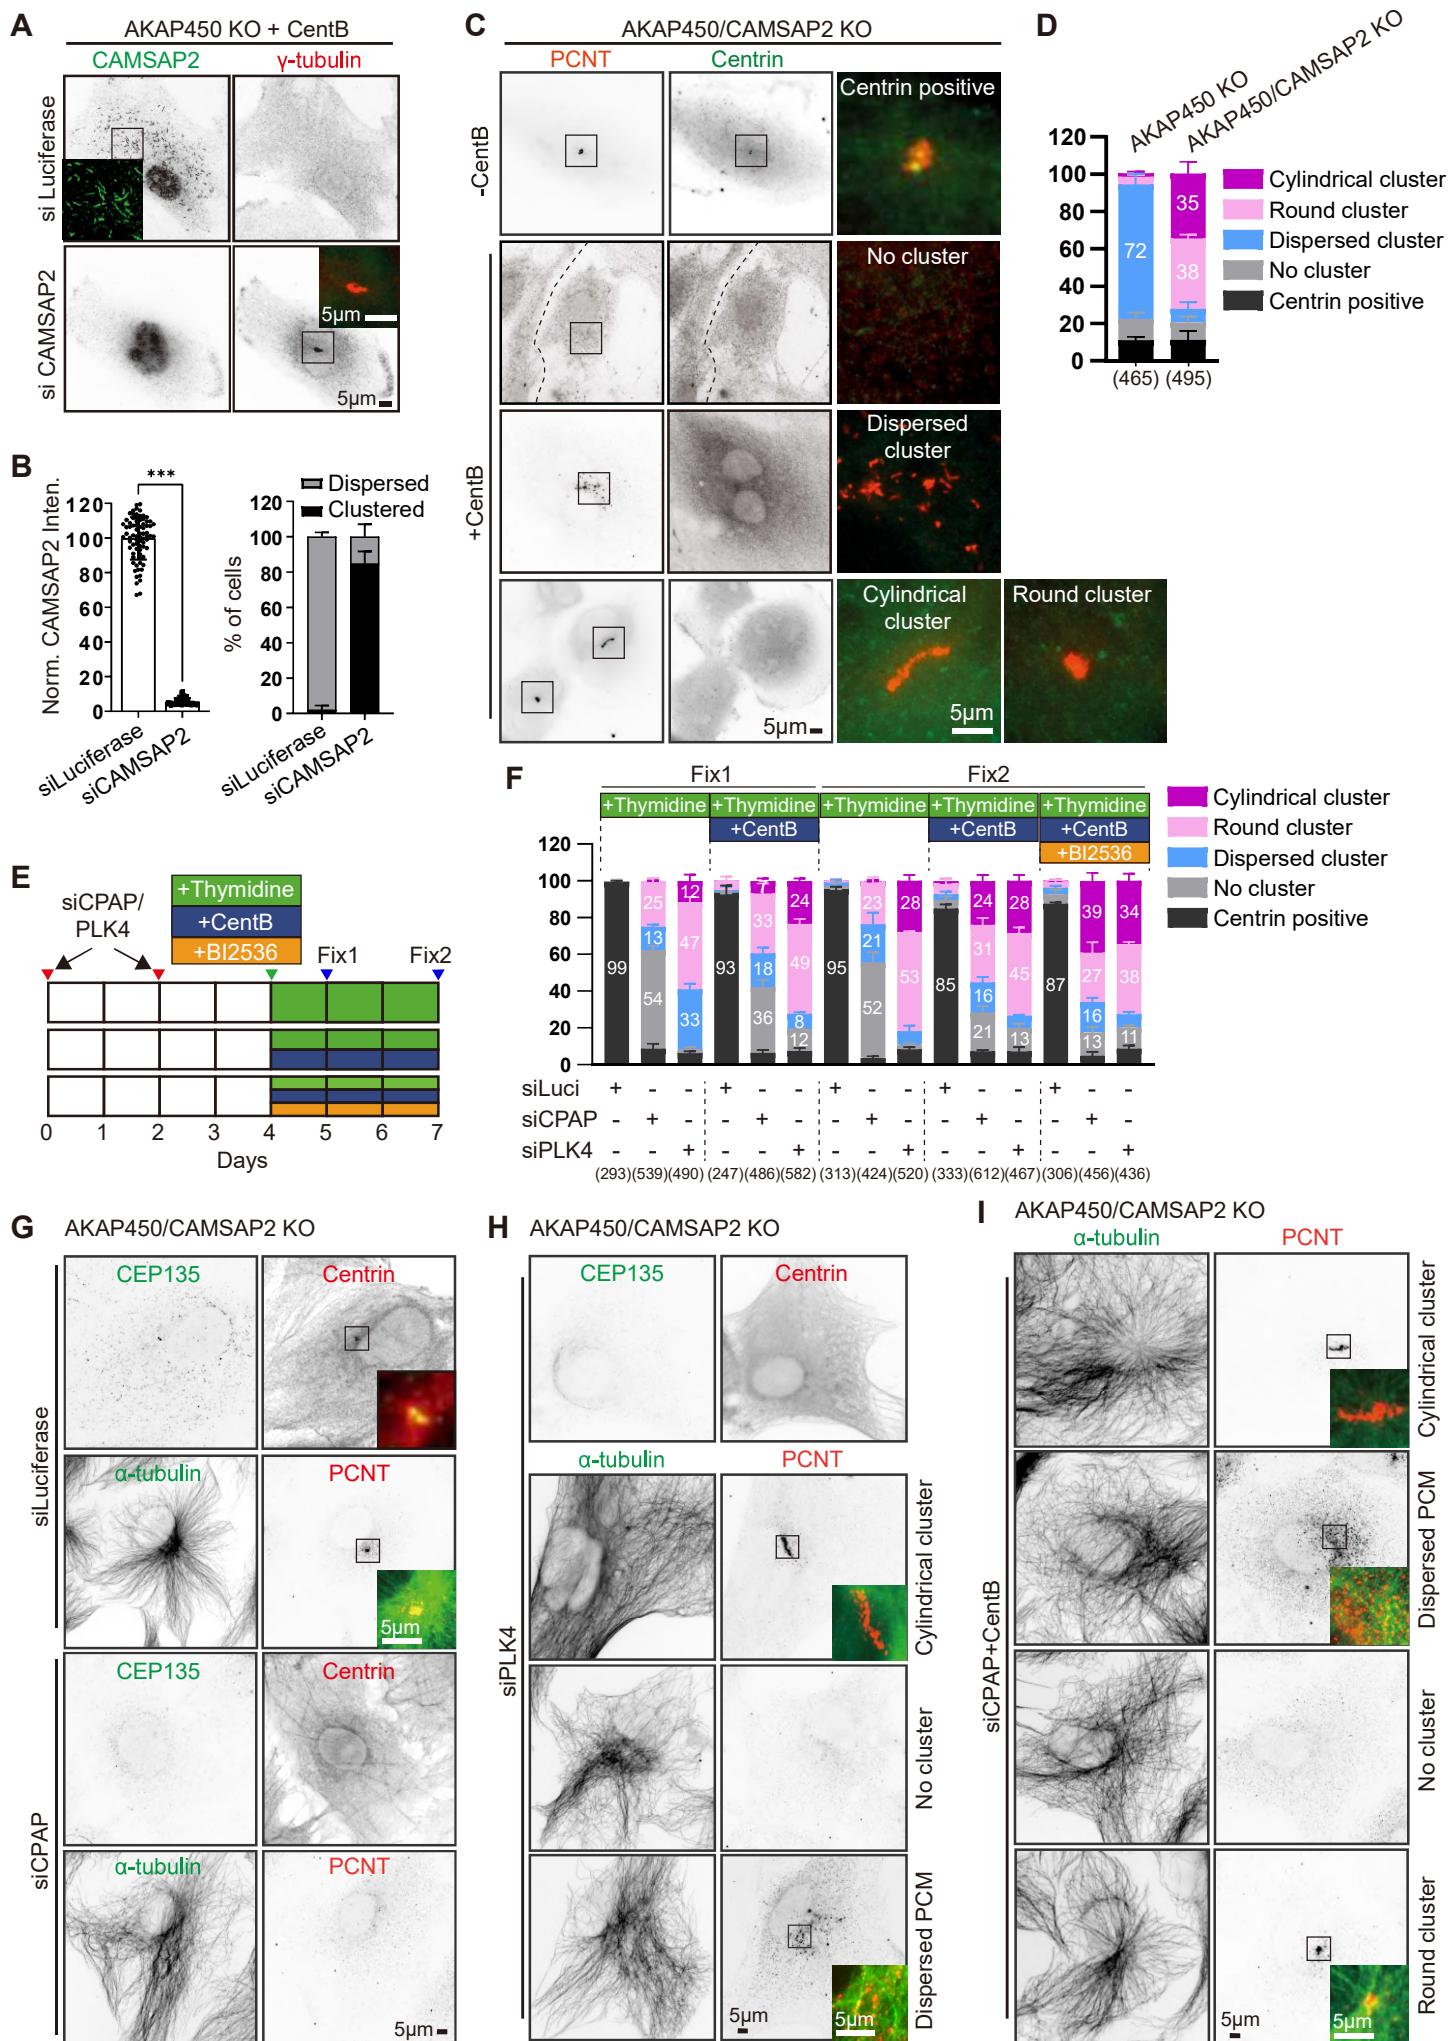 A
AKAP450 KO + CentB
CAMSAP2
γ-tubulin
si Luciferase
si CAMSAP2
5µm
5µm
B
***
Norm. CAMSAP2 Inten.
120
100
80
60
40
20
0
siLuciferase
siCAMSAP2
Dispersed
Clustered
% of cells
120
100
80
60
40
20
0
siLuciferase
siCAMSAP2
C
AKAP450/CAMSAP2 KO
PCNT
Centrin
-CentB
+CentB
Centrin positive
No cluster
Dispersed
cluster
Cylindrical
cluster
Round cluster
5µm
5µm
D
AKAP450 KO
AKAP450/CAMSAP2 KO
120
100
80
60
40
20
0
72
35
38
(465)
(495)
Cylindrical cluster
Round cluster
Dispersed cluster
No cluster
Centrin positive
E
siCPAP/
PLK4
+Thymidine
+CentB
+BI2536
Fix1
Fix2
0
1
2
3
4
5
6
7
Days
F
Fix1
Fix2
+Thymidine
+Thymidine
+CentB
+Thymidine
+Thymidine
+CentB
+Thymidine
+CentB
+BI2536
120
100
80
60
40
20
0
99
25
13
54
12
47
33
93
7
33
18
36
24
49
8
12
95
23
21
52
28
53
85
24
31
16
21
28
45
13
87
39
27
16
13
34
38
11
siLuci + - - + - - + - - + - - + - -
siCPAP - + - - + - - + - - + - - + -
siPLK4 - - + - - + - - + - - + - - +
(293)(539)(490) (247)(486)(582) (313)(424)(520) (333)(612)(467) (306)(456)(436)
Cylindrical cluster
Round cluster
Dispersed cluster
No cluster
Centrin positive
G
AKAP450/CAMSAP2 KO
siLuciferase
CEP135
Centrin
α-tubulin
PCNT
5µm
siCPAP
CEP135
Centrin
α-tubulin
PCNT
5µm
H
AKAP450/CAMSAP2 KO
siPLK4
CEP135
Centrin
α-tubulin
PCNT
Cylindrical cluster
No cluster
Dispersed PCM
5µm
5µm
I
AKAP450/CAMSAP2 KO
α-tubulin
PCNT
siCPAP+CentB
Cylindrical cluster
Dispersed PCM
No cluster
Round cluster
5µm
5µm